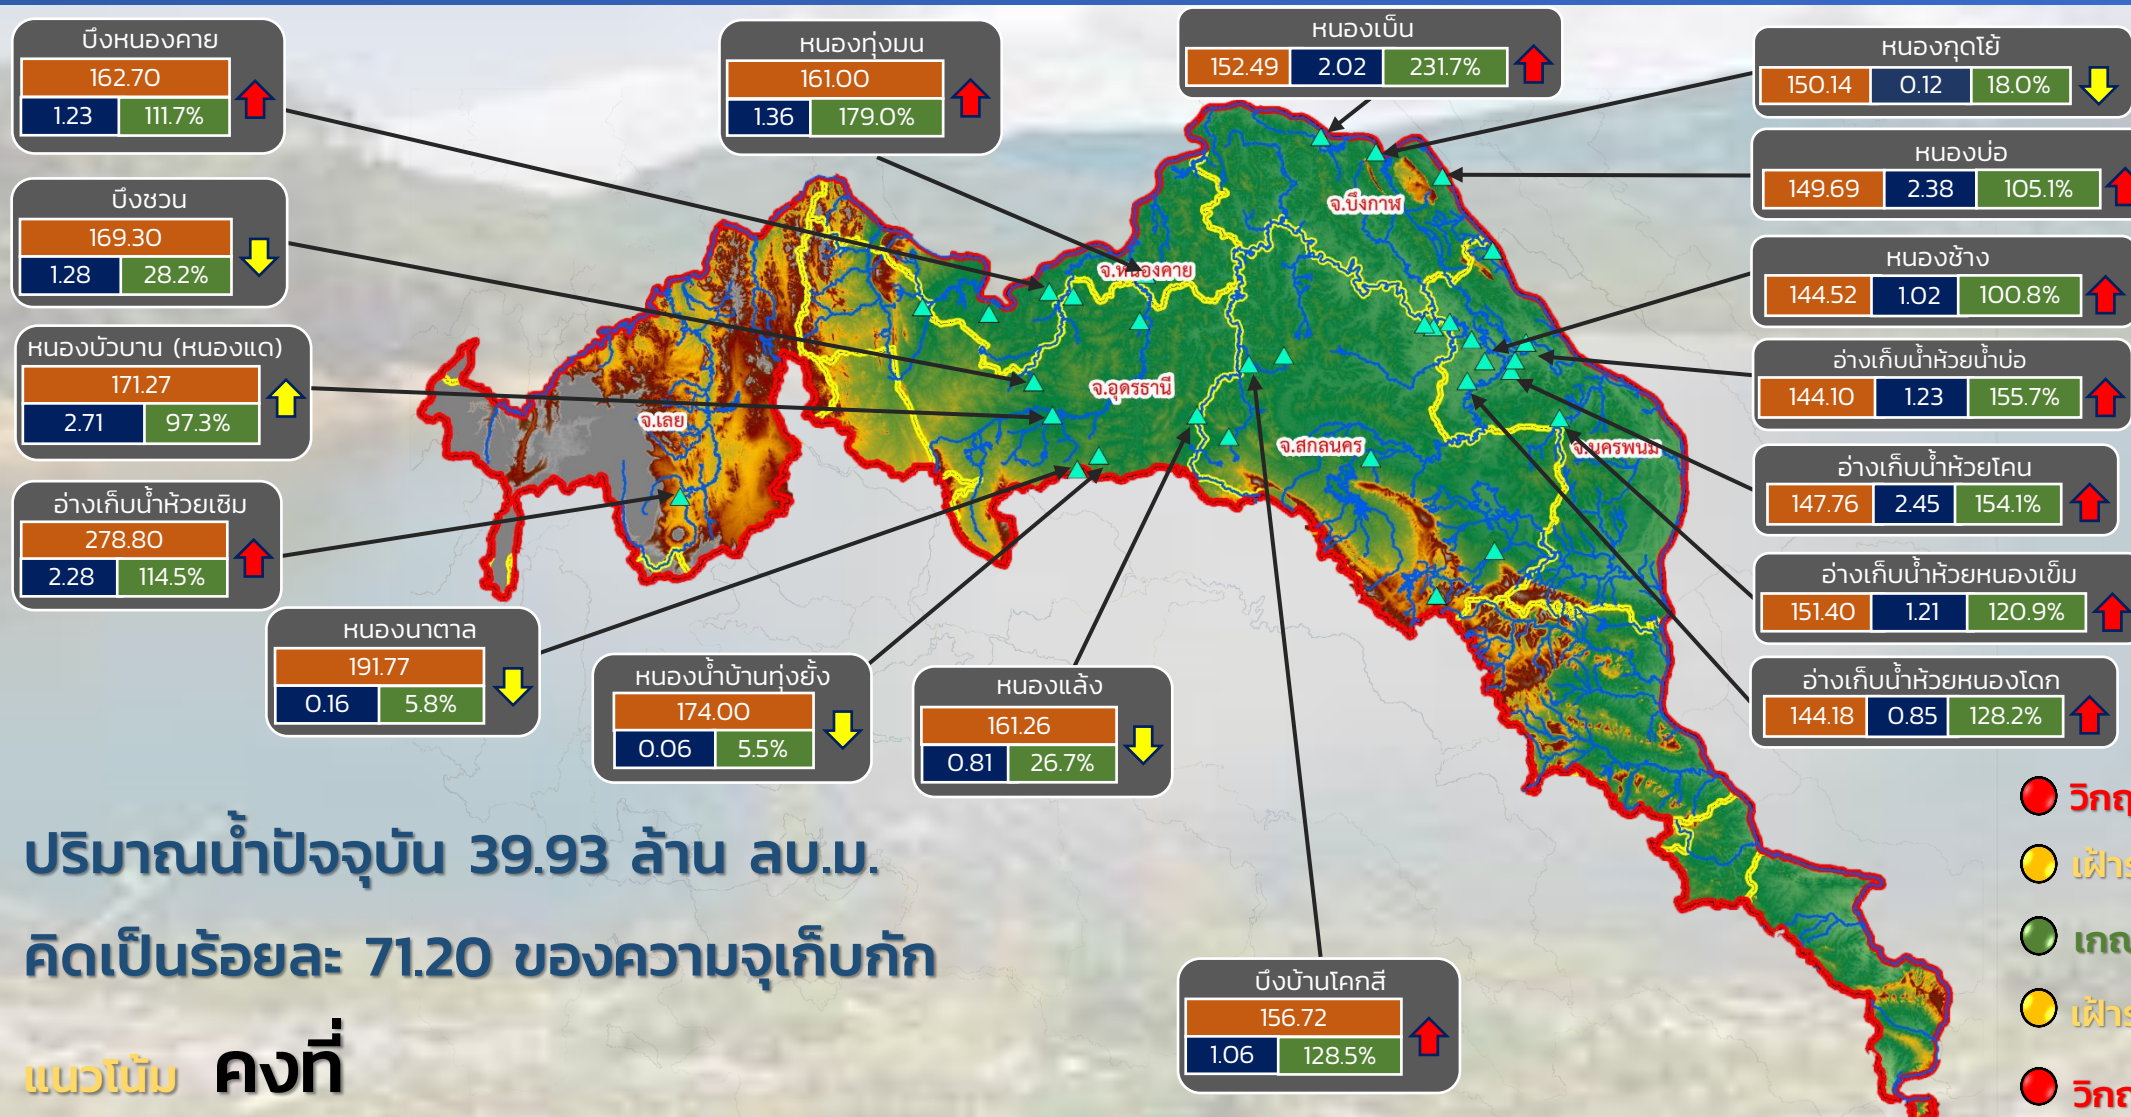 บึงหนองคาย
162.70
1.23 111.7%
หนองทุ่งมน
161.00
1.36 179.0%
หนองเบ็น
152.49 2.02 231.7%
หนองกุดโย้
150.14 0.12 18.0%
หนองบ่อ
149.69 2.38 105.1%
บึงชวน
169.30
1.28 28.2%
หนองช้าง
144.52 1.02 100.8%
หนองบัวบาน (หนองแด)
171.27
2.71 97.3%
อ่างเก็บน้ำห้วยน้ำบ่อ
144.10 1.23 155.7%
อ่างเก็บน้ำห้วยโคน
147.76 2.45 154.1%
อ่างเก็บน้ำห้วยเซิม
278.80
2.28 114.5%
อ่างเก็บน้ำห้วยหนองเข็ม
151.40 1.21 120.9%
อ่างเก็บน้ำห้วยหนองโดก
144.18 0.85 128.2%
หนองนาตาล
191.77
0.16 5.8%
หนองน้ำบ้านทุ่งยั้ง
174.00
0.06 5.5%
หนองแล้ง
161.26
0.81 26.7%
บึงบ้านโคกสี
156.72
1.06 128.5%
จ.บึงกาฬ
จ.หนองคาย
จ.อุดรธานี
จ.เลย
จ.สกลนคร
จ.นครพนม
ปริมาณน้ำปัจจุบัน 39.93 ล้าน ลบ.ม.
คิดเป็นร้อยละ 71.20 ของความจุเก็บกัก
แนวโน้ม คงที่